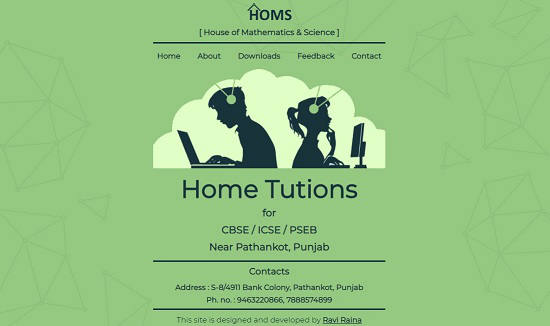 HOMS
[ House of Mathematics & Science ]
Home About Downloads Feedback Contact
Home Tutions
for
CBSE / ICSE / PSEB
Near Pathankot, Punjab
Contacts
Address : S-8/4911 Bank Colony, Pathankot, Punjab
Ph. no. : 9463220866, 7888574899
This site is designed and developed by Ravi Raina